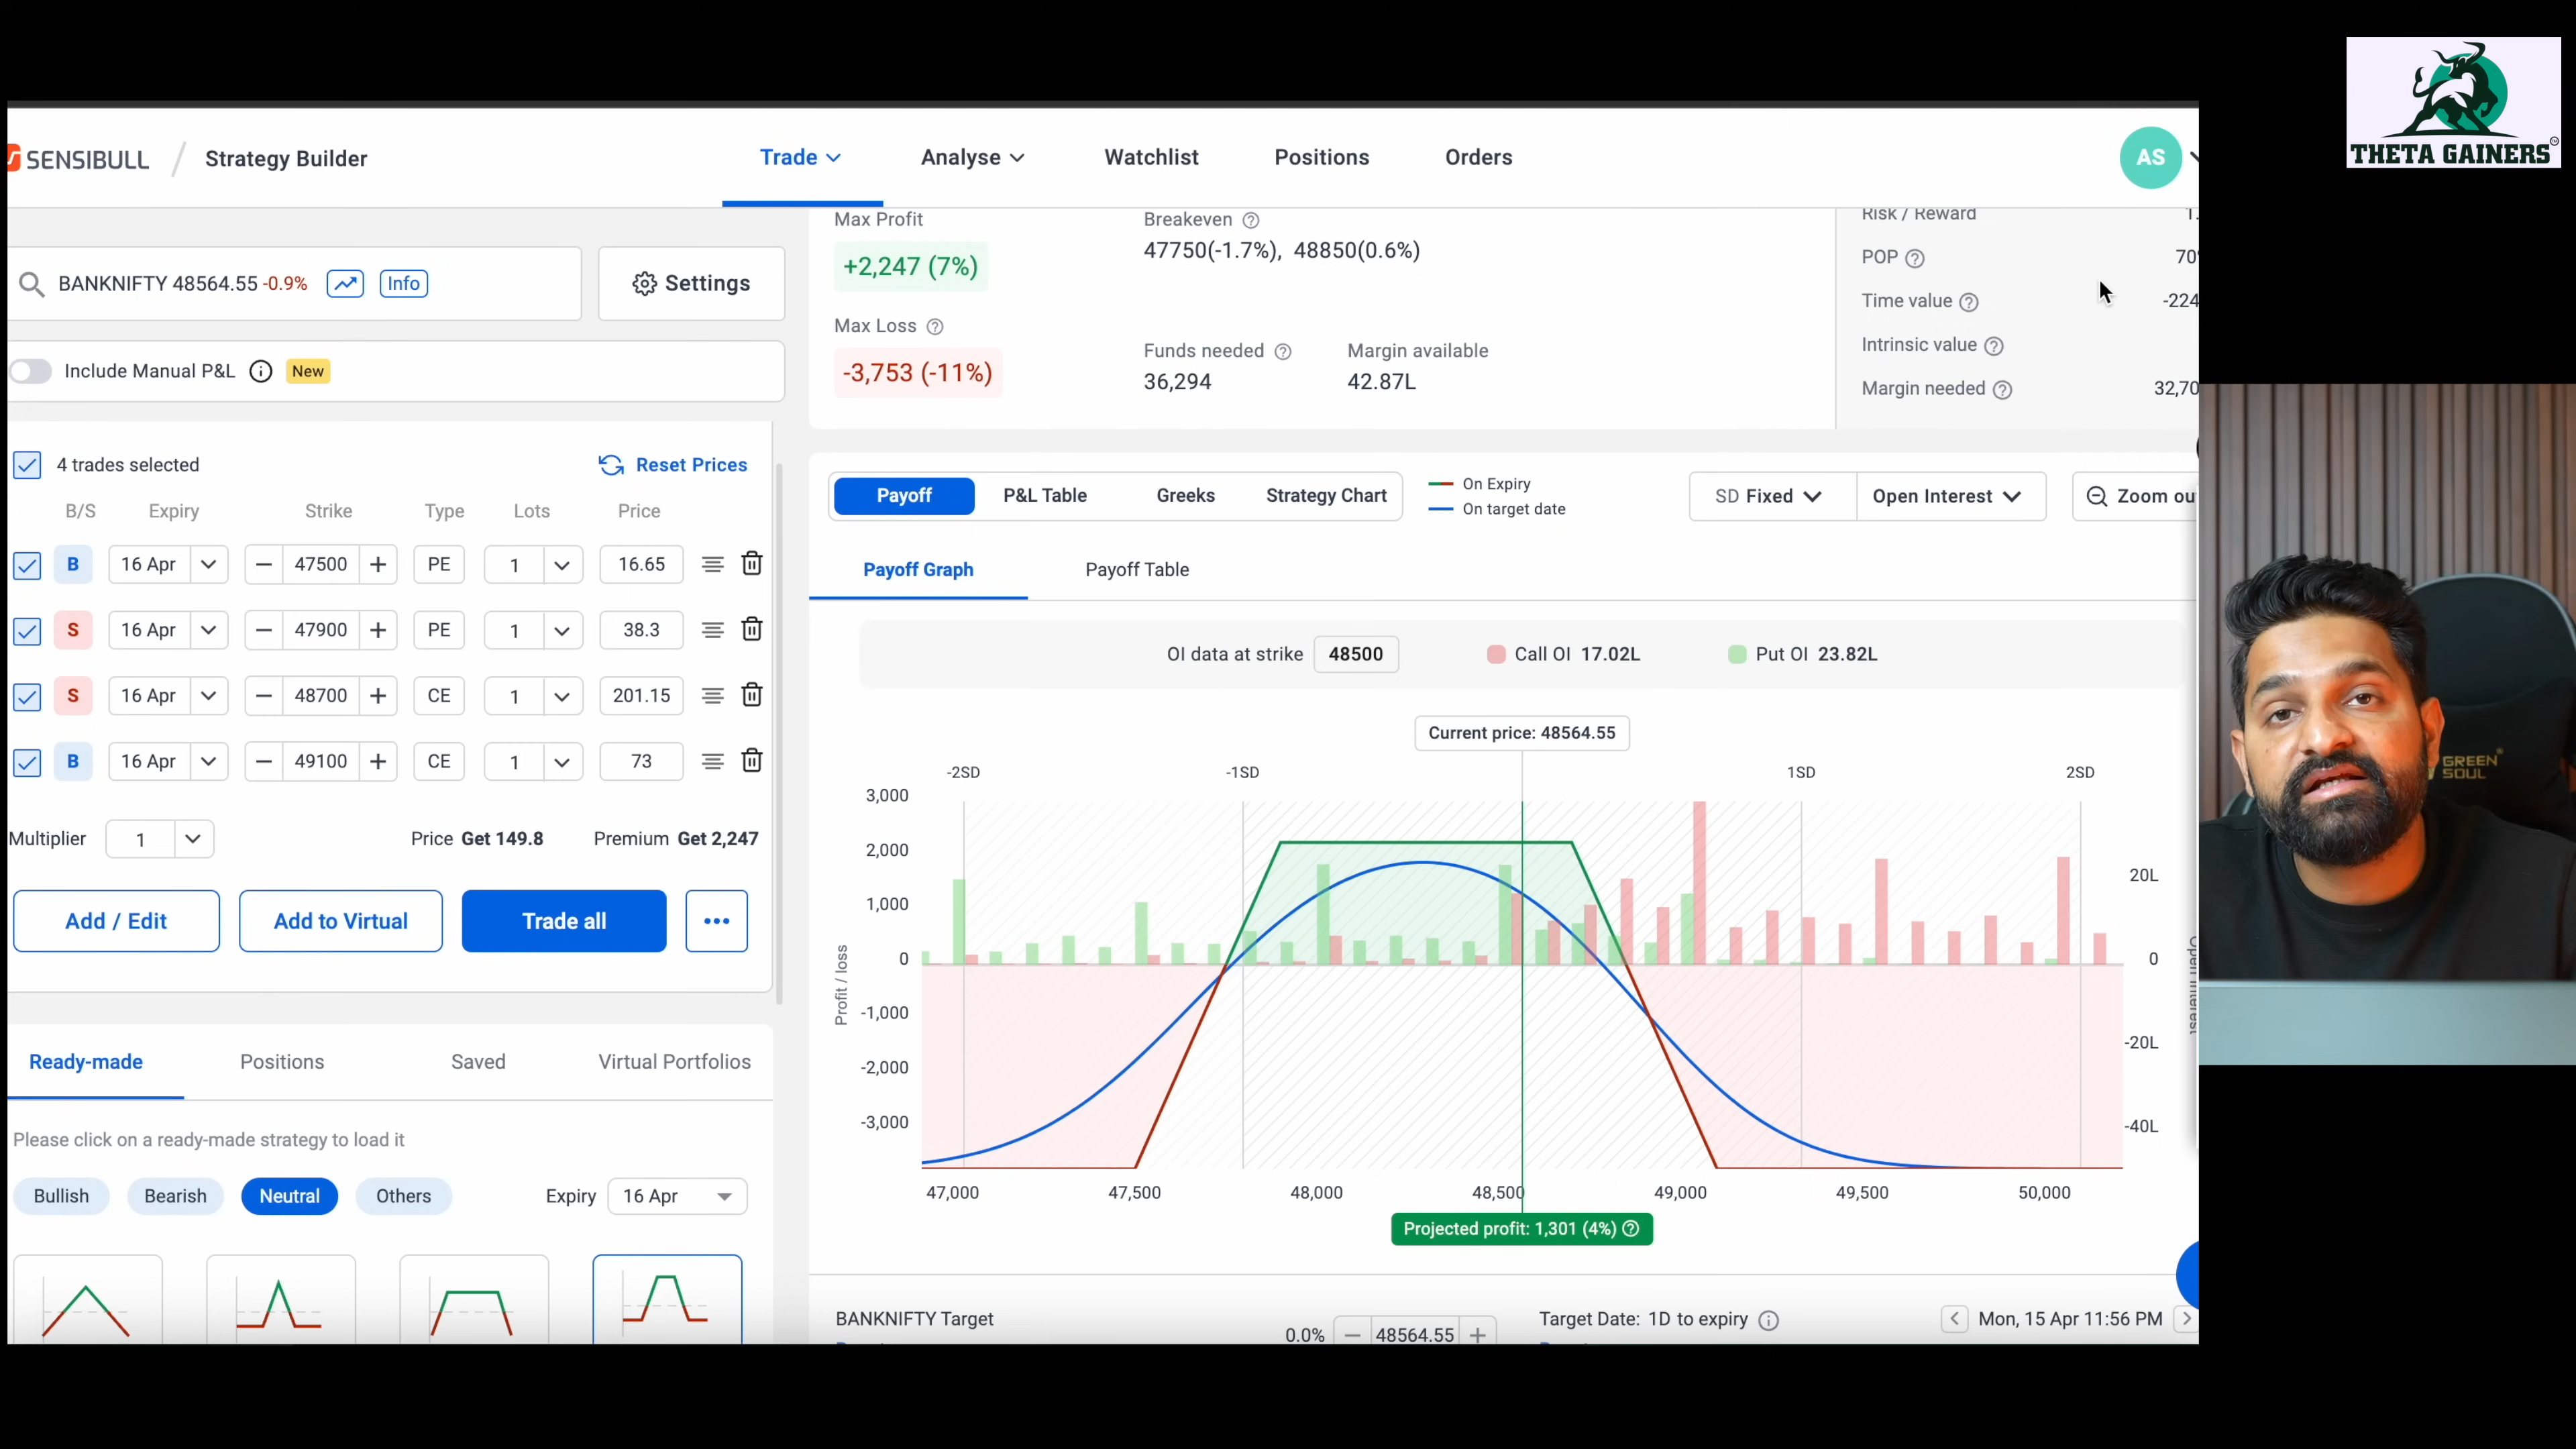 THETA GAINERS
SENSIBULL / Strategy Builder
Trade Analyse Watchlist Positions Orders
AS
BANKNIFTY 48564.55 -0.9% Info
Settings
Include Manual P&L New
4 trades selected Reset Prices
B/S Expiry Strike Type Lots Price
B 16 Apr − 47500 + PE 1 16.65
S 16 Apr − 47900 + PE 1 38.3
S 16 Apr − 48700 + CE 1 201.15
B 16 Apr − 49100 + CE 1 73
Multiplier 1 Price Get 149.8 Premium Get 2,247
Add / Edit Add to Virtual Trade all ...
Ready-made Positions Saved Virtual Portfolios
Please click on a ready-made strategy to load it
Bullish Bearish Neutral Others Expiry 16 Apr
Max Profit
+2,247 (7%)
Breakeven
47750(-1.7%), 48850(0.6%)
Max Loss
-3,753 (-11%)
Funds needed
36,294
Margin available
42.87L
Risk / Reward 1.
POP 70
Time value -224
Intrinsic value
Margin needed 32,70
Payoff P&L Table Greeks Strategy Chart
On Expiry
On target date
SD Fixed Open Interest Zoom ou
Payoff Graph Payoff Table
OI data at strike 48500 Call OI 17.02L Put OI 23.82L
Current price: 48564.55
-2SD -1SD 1SD 2SD
3,000
2,000
1,000
0
-1,000
-2,000
-3,000
Profit / loss
20L
0
-20L
-40L
Open Interest
47,000 47,500 48,000 48,500 49,000 49,500 50,000
Projected profit: 1,301 (4%)
BANKNIFTY Target
0.0% − 48564.55 +
Target Date: 1D to expiry
Mon, 15 Apr 11:56 PM
GREEN
SOUL